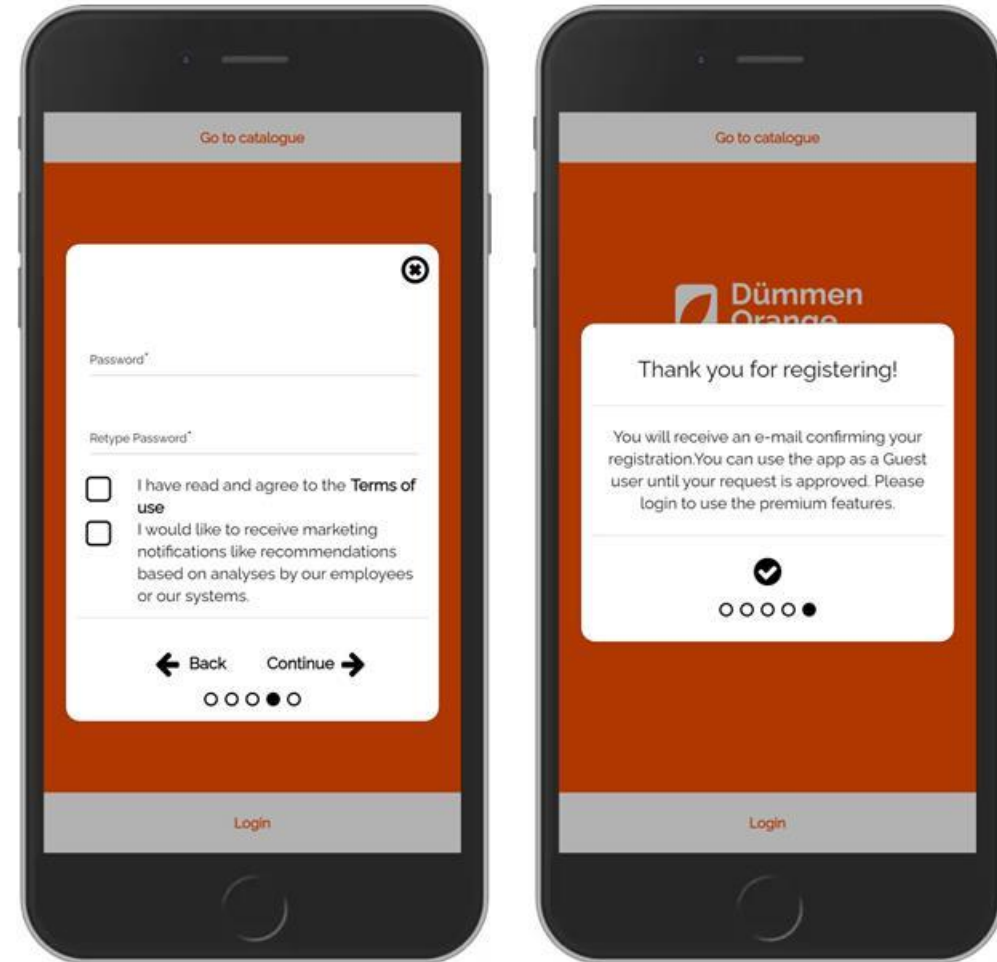 Go to catalogue
Password*
Retype Password*
I have read and agree to the Terms of
use
I would like to receive marketing
notifications like recommendations
based on analyses by our employees
or our systems.
Back Continue
Login
Go to catalogue
Dümmen
Orange
Thank you for registering!
You will receive an e-mail confirming your
registration.You can use the app as a Guest
user until your request is approved. Please
login to use the premium features.
Login